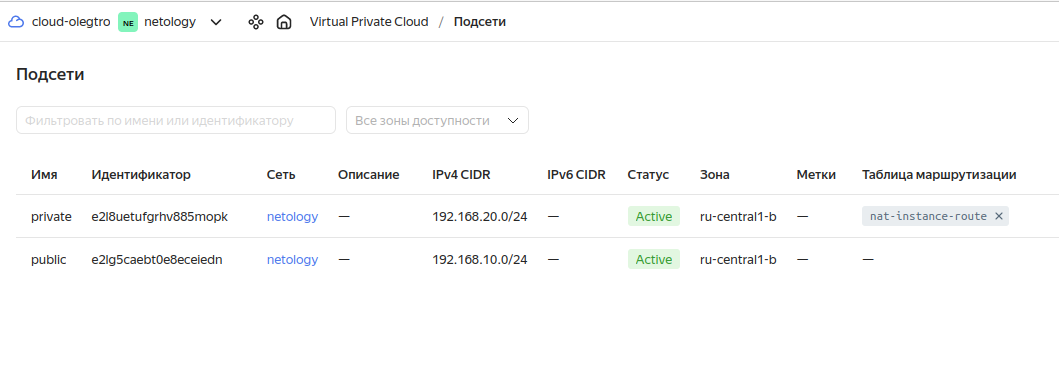 cloud-olegtro NE netology Virtual Private Cloud / Подсети
Подсети
Фильтровать по имени или идентификатору Все зоны доступности
Имя Идентификатор Сеть Описание IPv4 CIDR IPv6 CIDR Статус Зона Метки Таблица маршрутизации
private e2l8uetufgrhv885mopk netology — 192.168.20.0/24 — Active ru-central1-b — nat-instance-route ×
public e2lg5caebt0e8eceiedn netology — 192.168.10.0/24 — Active ru-central1-b — —